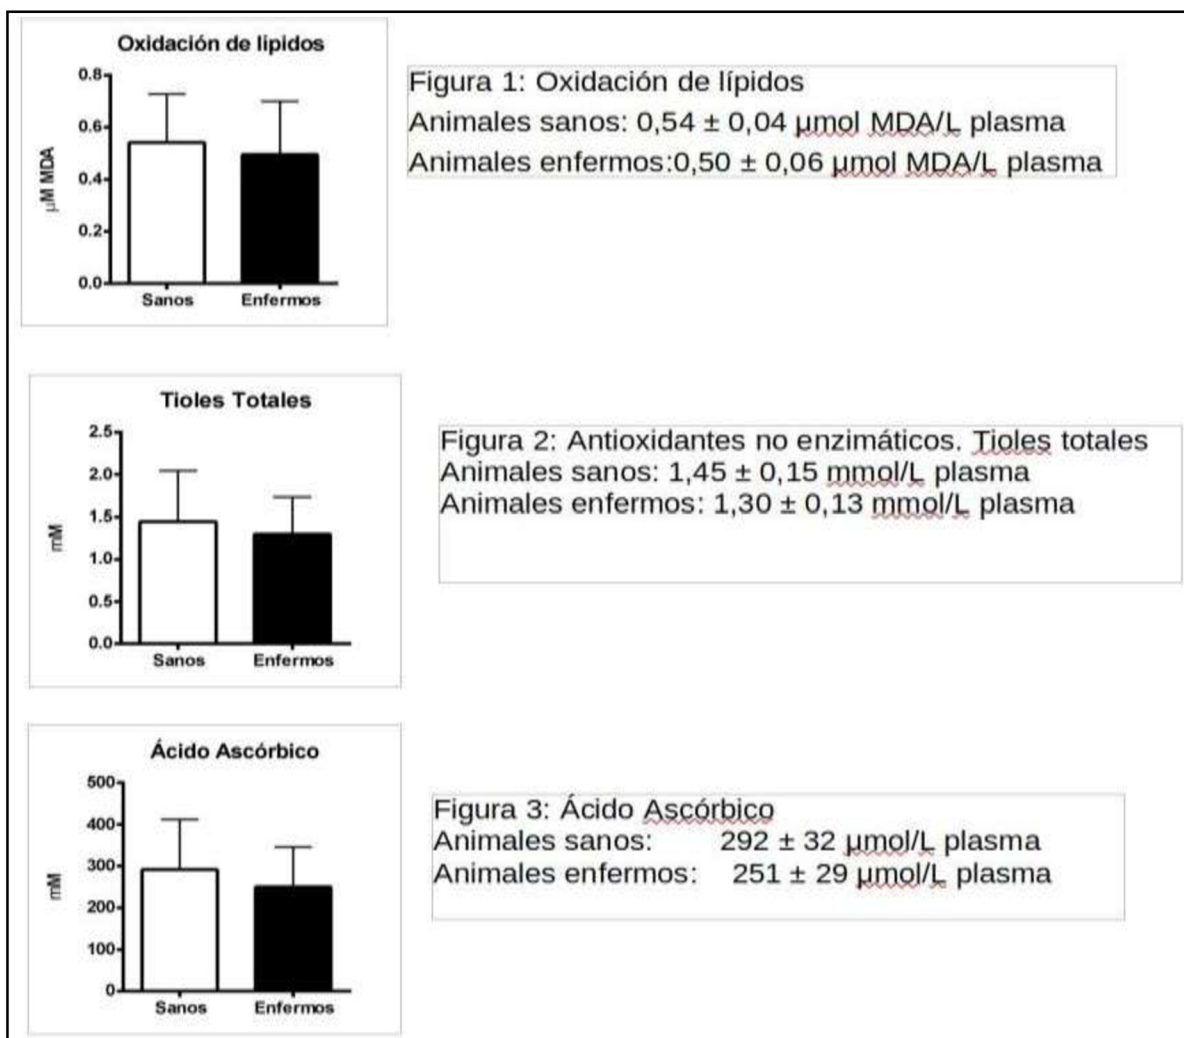 Oxidación de lipidos
0.8
0.6
0.4
0.2
0.0
µM MDA
Sanos Enfermos
Figura 1: Oxidación de lípidos
Animales sanos: 0,54 ± 0,04 µmol MDA/L plasma
Animales enfermos:0,50 ± 0,06 µmol MDA/L plasma
Tioles Totales
2.5
2.0
1.5
1.0
0.5
0.0
mM
Sanos Enfermos
Figura 2: Antioxidantes no enzimáticos. Tioles totales
Animales sanos: 1,45 ± 0,15 mmol/L plasma
Animales enfermos: 1,30 ± 0,13 mmol/L plasma
Ácido Ascórbico
500
400
300
200
100
0
mM
Sanos Enfermos
Figura 3: Ácido Ascórbico
Animales sanos: 292 ± 32 µmol/L plasma
Animales enfermos: 251 ± 29 µmol/L plasma